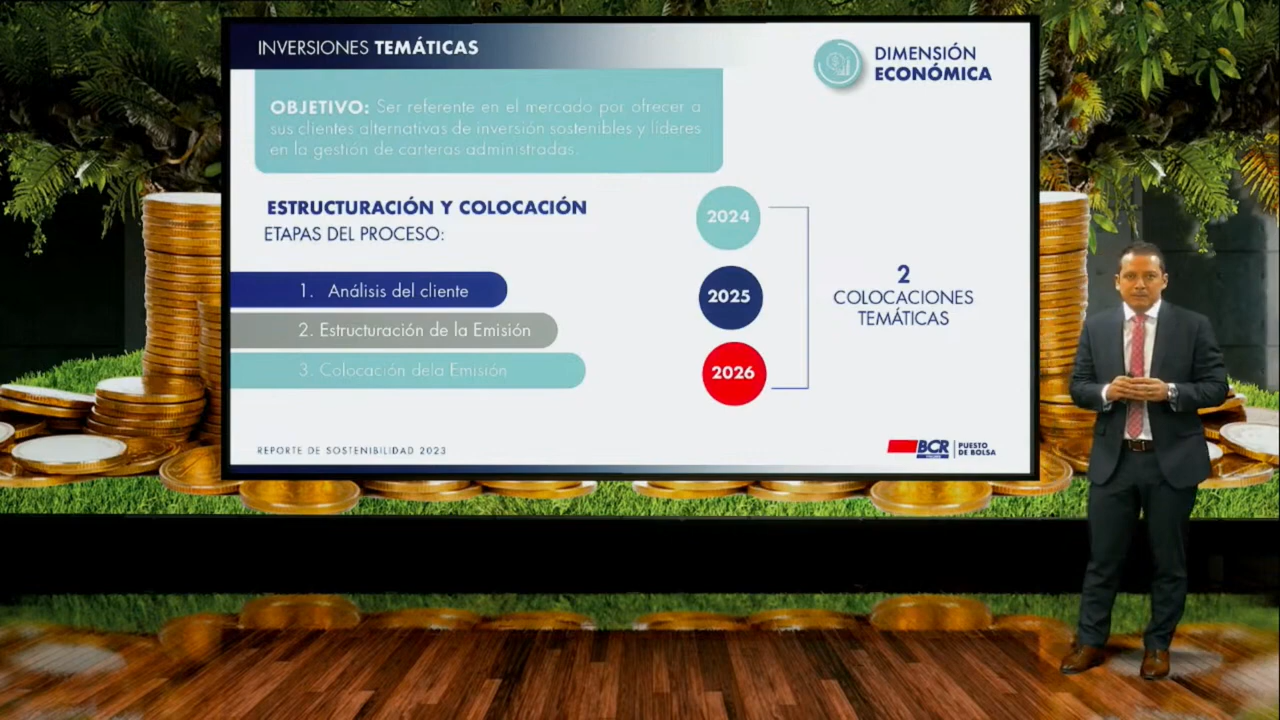 INVERSIONES TEMÁTICAS
DIMENSIÓN
ECONÓMICA
OBJETIVO: Ser referente en el mercado por ofrecer a
sus clientes alternativas de inversión sostenibles y líderes
en la gestión de carteras administradas.
ESTRUCTURACIÓN Y COLOCACIÓN
ETAPAS DEL PROCESO:
1. Análisis del cliente
2. Estructuración de la Emisión
3. Colocación dela Emisión
2024
2025
2026
2
COLOCACIONES
TEMÁTICAS
REPORTE DE SOSTENIBILIDAD 2023
BCR
PUESTO
DE BOLSA